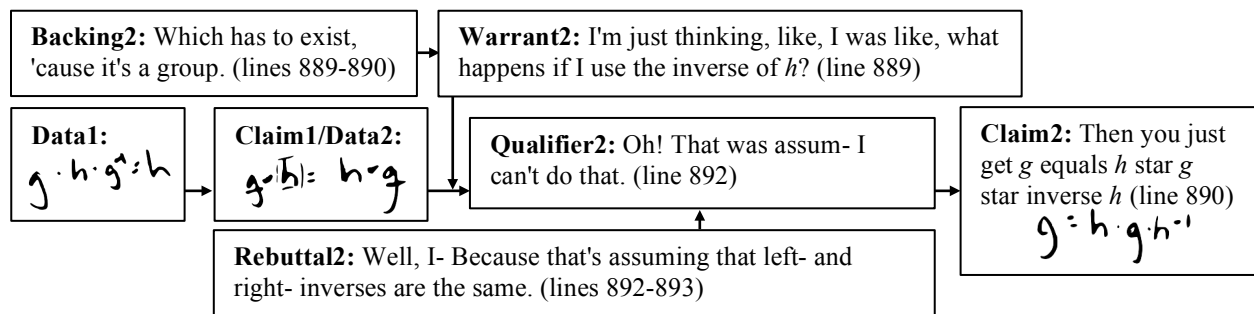 Backing2: Which has to exist,
'cause it's a group. (lines 889-890)
Warrant2: I'm just thinking, like, I was like, what
happens if I use the inverse of h? (line 889)
Data1:
g · h · g⁻¹ = h
Claim1/Data2:
g · h = h · g
Qualifier2: Oh! That was assum- I
can't do that. (line 892)
Claim2: Then you just
get g equals h star g
star inverse h (line 890)
g = h · g · h⁻¹
Rebuttal2: Well, I- Because that's assuming that left- and
right- inverses are the same. (lines 892-893)